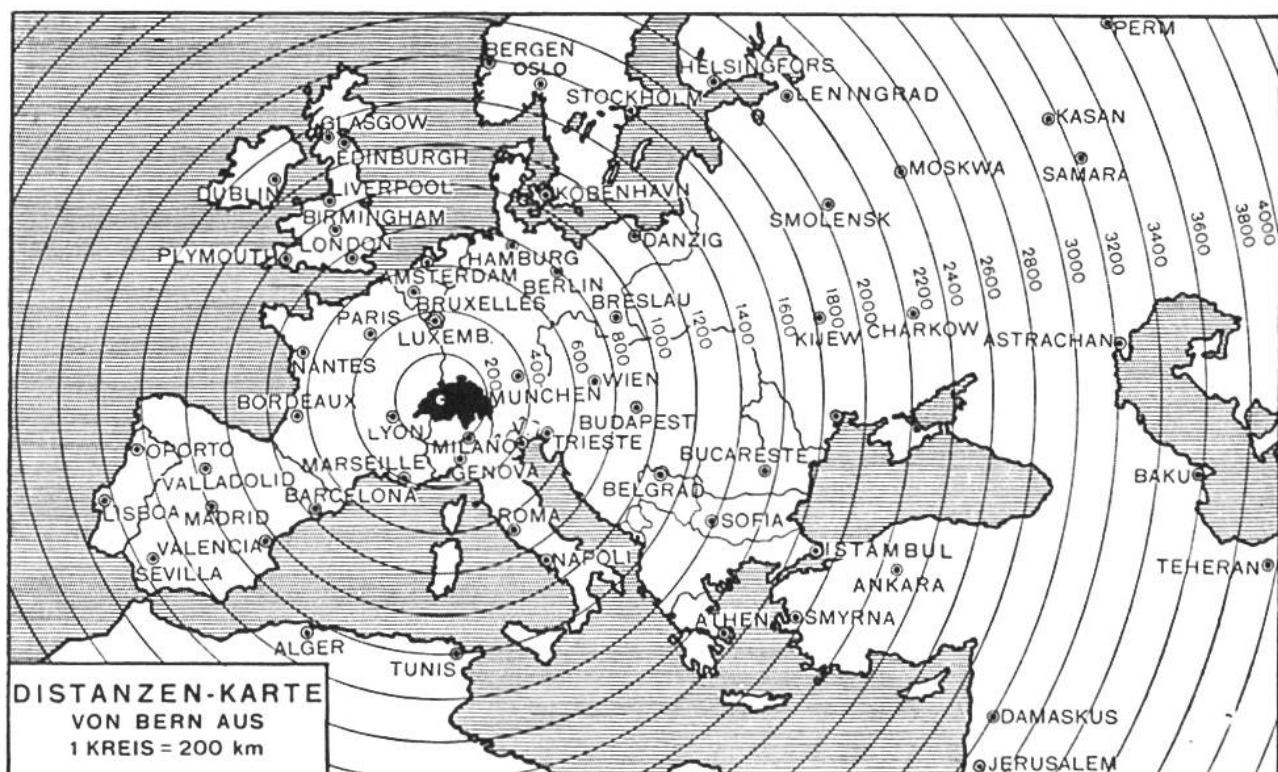 PERM
BERGEN
OSLO
HELSINGFORS
STOCKHOLM
LENINGRAD
KASAN
GLASGOW
EDINBURGH
MOSKWA
SAMARA
DUBLIN
LIVERPOOL
KÖBENHAVN
BIRMINGHAM
SMOLENSK
LONDON
DANZIG
PLYMOUTH
HAMBURG
AMSTERDAM
BERLIN
BRUXELLES
BRESLAU
PARIS
KIJEW
CHARKOW
LUXEMB.
ASTRACHAN
NANTES
200
400
600
800
1000
1200
1400
1600
1800
2000
2200
2400
2600
2800
3000
3200
3400
3600
3800
4000
MÜNCHEN
WIEN
BORDEAUX
BUDAPEST
LYON
MILANO
TRIESTE
OPORTO
MARSEILLE
GENOVA
BUCARESTE
VALLADOLID
BELGRAD
BAKU
BARCELONA
LISBOA
MADRID
ROMA
SOFIA
VALENCIA
NAPOLI
ISTAMBUL
SEVILLA
ANKARA
TEHERAN
ATHEN
SMYRNA
ALGER
TUNIS
DISTANZEN-KARTE
VON BERN AUS
1 KREIS = 200 km
DAMASKUS
JERUSALEM